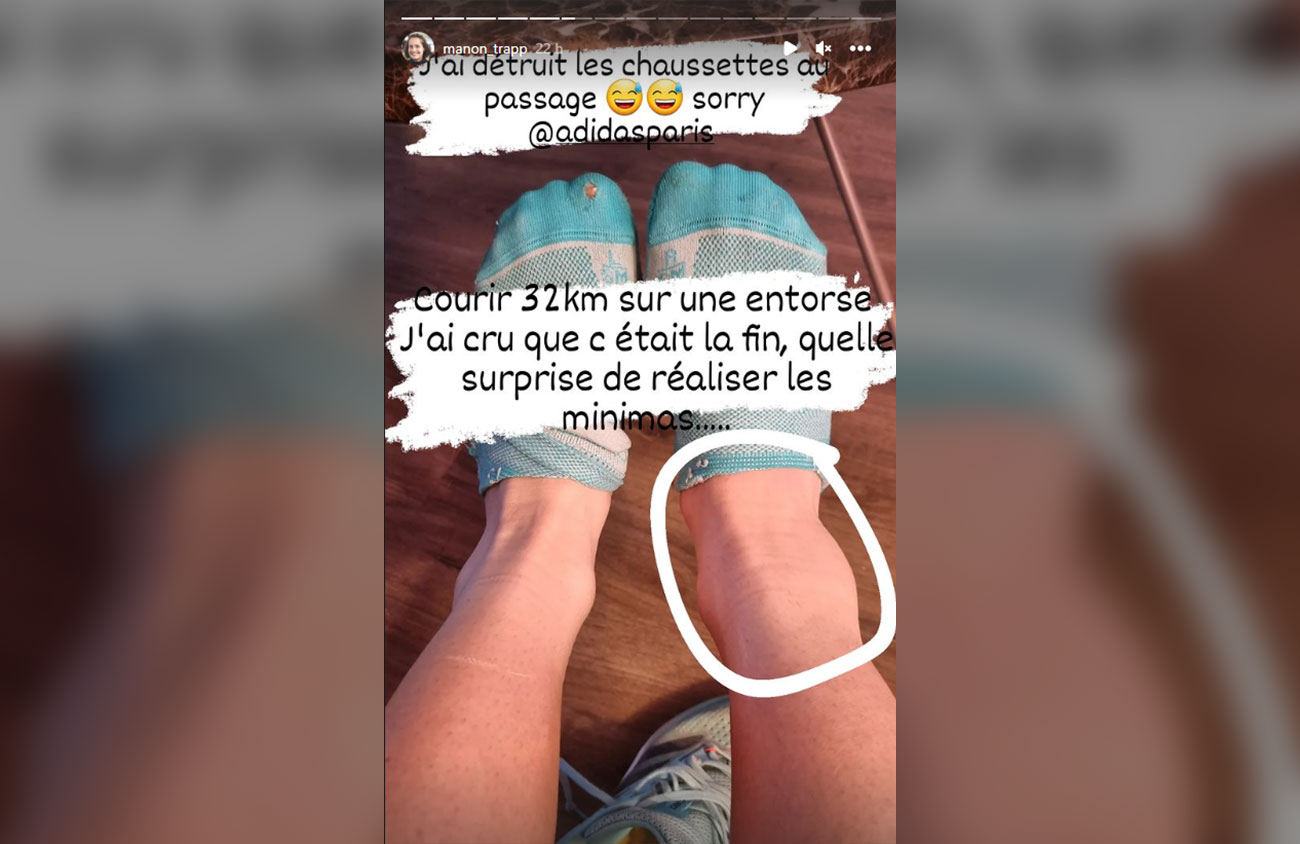 manon_trapp 22 h
J'ai détruit les chaussettes au
passage 😅😅 sorry
@adidasparis
Courir 32km sur une entorse
J'ai cru que c était la fin, quelle
surprise de réaliser les
minimas.....